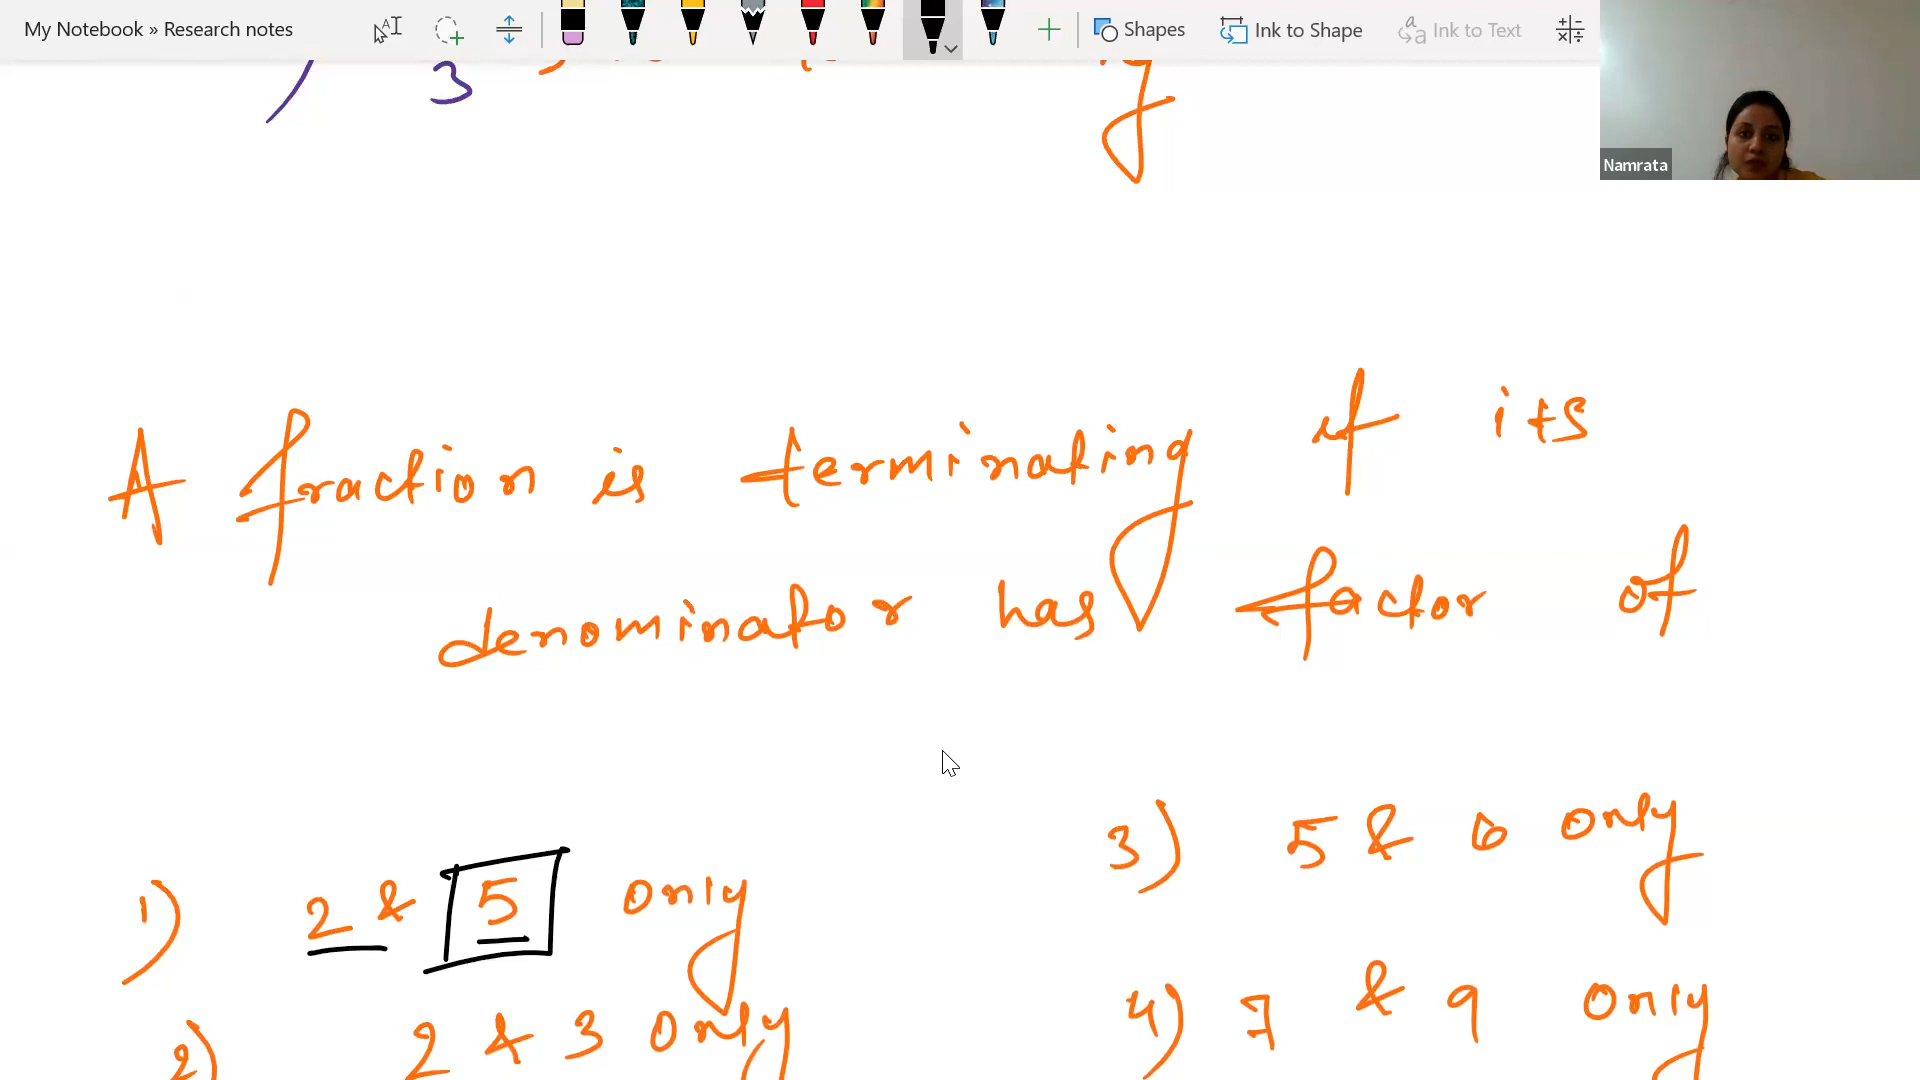 My Notebook » Research notes
Shapes
Ink to Shape
Ink to Text
Namrata
3
A fraction is terminating if its
denominator has factor of
1) 2 & 5 only
2) 2 & 3 only
3) 5 & 6 only
4) 7 & 9 only